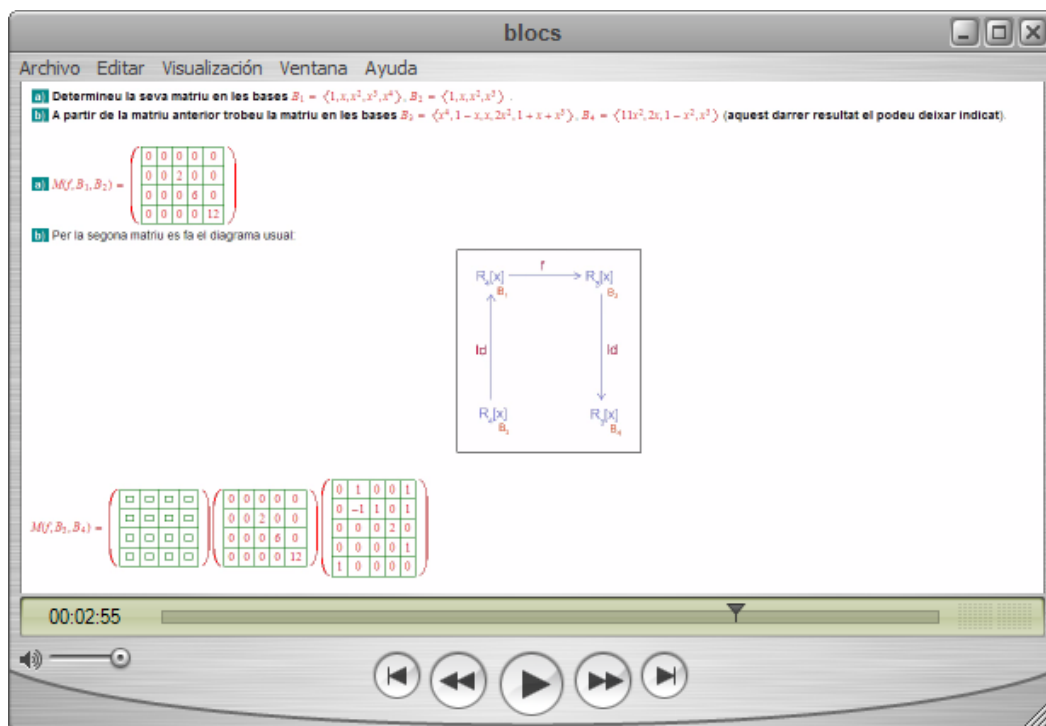 blocs
Archivo Editar Visualización Ventana Ayuda
a) Determineu la seva matriu en les bases B₁ = {1,x,x²,x³,x⁴}, B₂ = {1,x,x²,x³} .
b) A partir de la matriu anterior trobeu la matriu en les bases B₃ = {x⁴,1−x,x,2x²,1+x+x³}, B₄ = {11x²,2x,1−x²,x³} (aquest darrer resultat el podeu deixar indicat).
a) M(f,B₁,B₂) =
0 0 0 0 0
0 0 2 0 0
0 0 0 6 0
0 0 0 0 12
b) Per la segona matriu es fa el diagrama usual:
R₄[x] f R₃[x]
B₁ B₂
Id Id
R₄[x] R₃[x]
B₃ B₄
M(f,B₃,B₄) =
0 0 0 0 0
0 0 2 0 0
0 0 0 6 0
0 0 0 0 12
0 1 0 0 1
0 -1 1 0 1
0 0 0 2 0
0 0 0 0 1
1 0 0 0 0
00:02:55